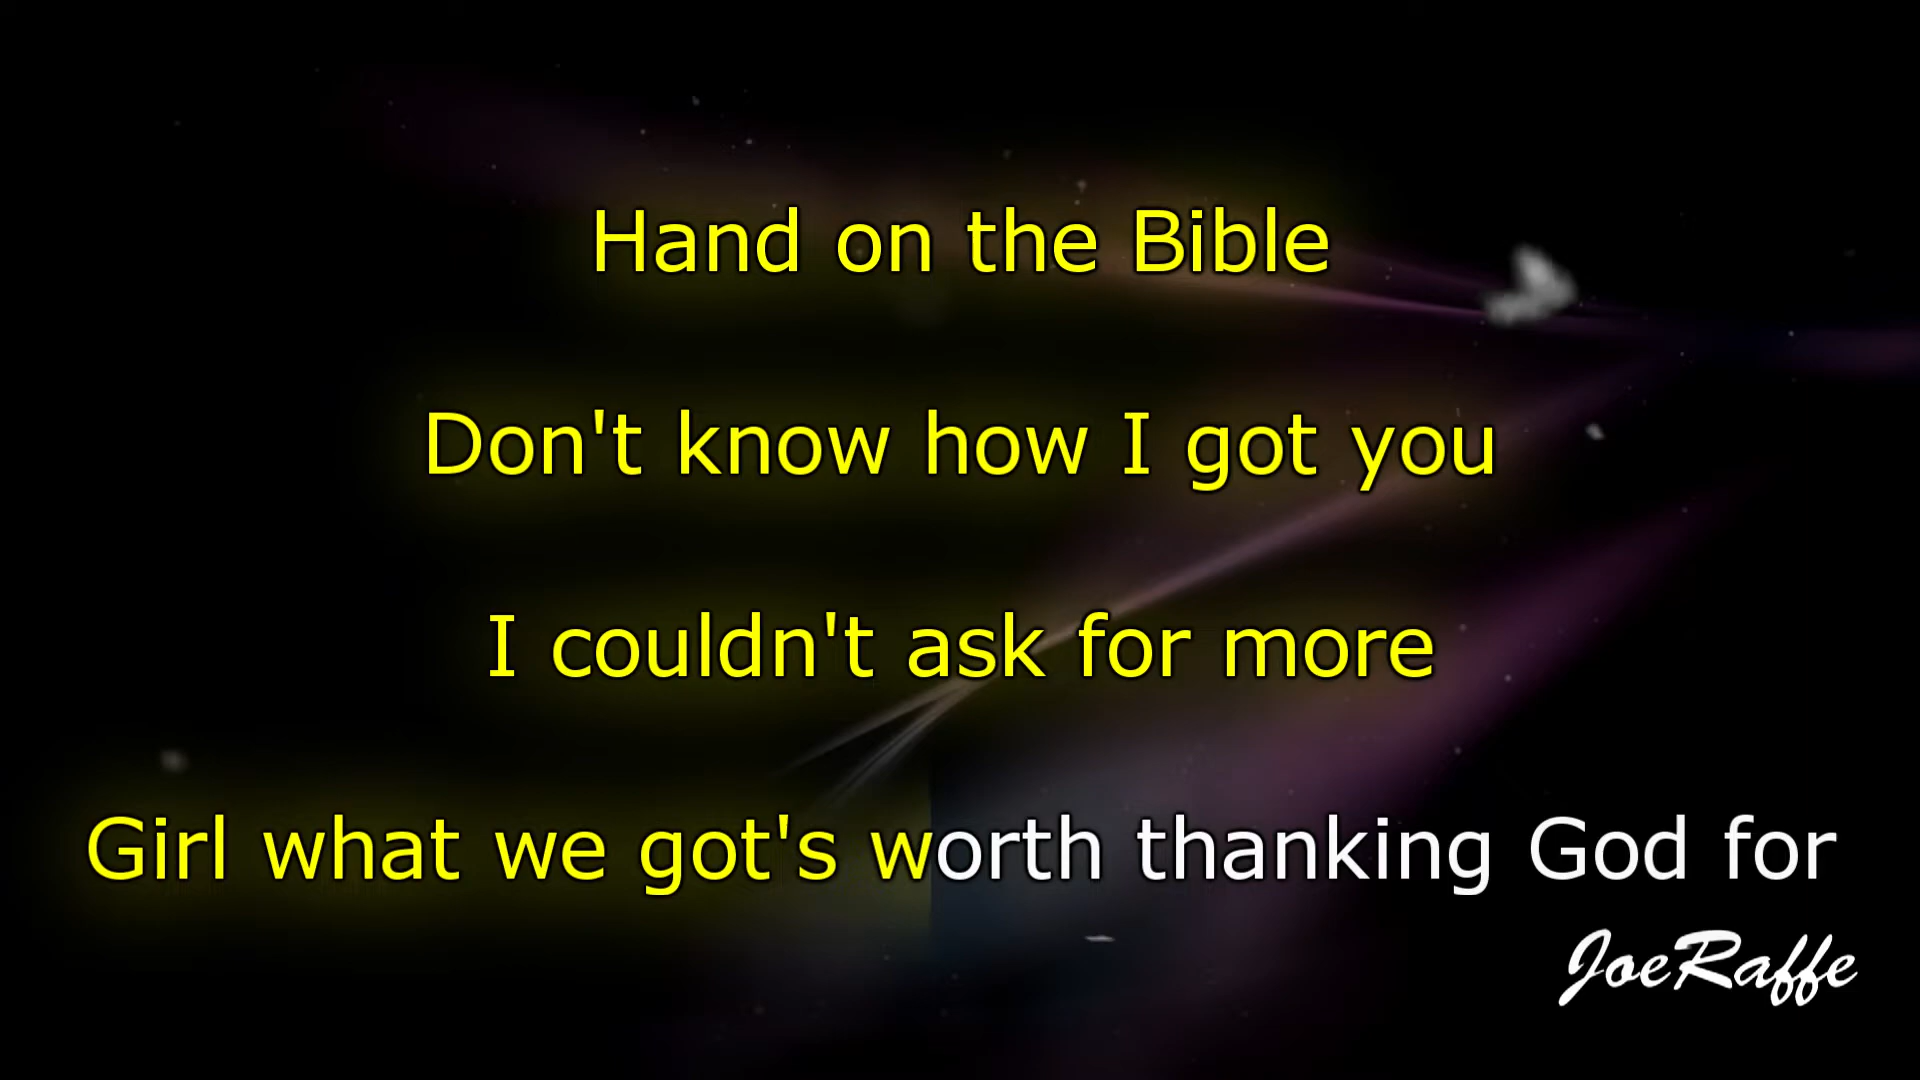 Hand on the Bible
Don't know how I got you
I couldn't ask for more
Girl what we got's worth thanking God for
JoeRaffe